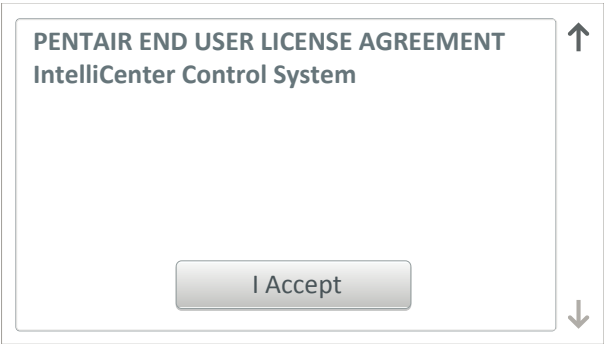 PENTAIR END USER LICENSE AGREEMENT
IntelliCenter Control System
I Accept